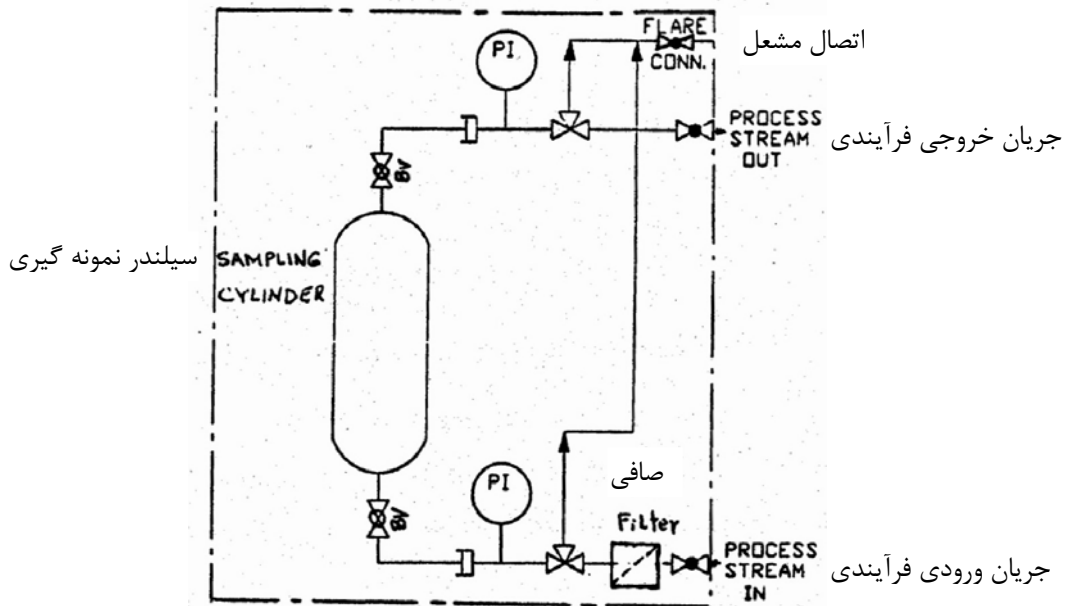 FLARE
CONN.
اتصال مشعل
PI
PROCESS
STREAM
OUT
جریان خروجی فرآیندی
BV
سیلندر نمونه گیری
SAMPLING
CYLINDER
صافی
PI
Filter
BV
PROCESS
STREAM
IN
جریان ورودی فرآیندی